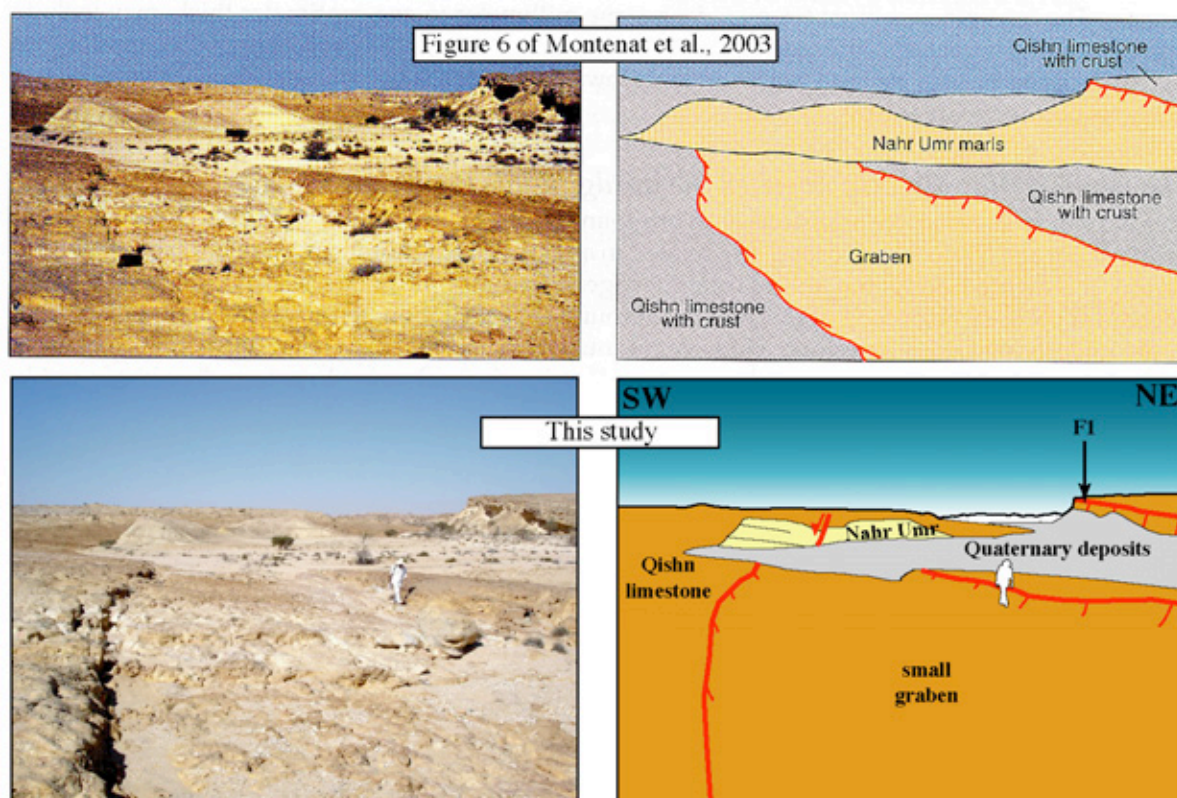 Figure 6 of Montenat et al., 2003
Qishn limestone
with crust
Nahr Umr marls
Qishn limestone
with crust
Graben
Qishn limestone
with crust
This study
SW
NE
F1
Nahr Umr
Quaternary deposits
Qishn
limestone
small
graben